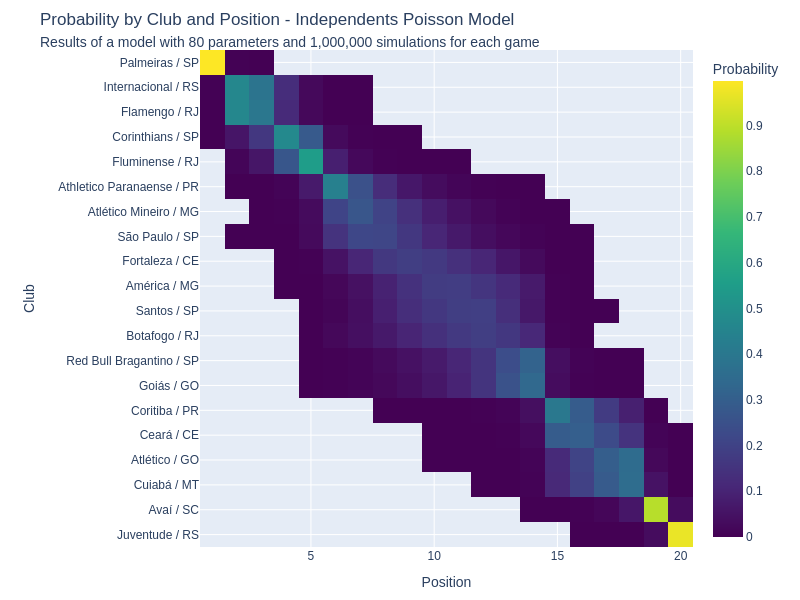 Probability by Club and Position - Independents Poisson Model
Results of a model with 80 parameters and 1,000,000 simulations for each game
Probability
Palmeiras / SP
Internacional / RS
Flamengo / RJ
Corinthians / SP
Fluminense / RJ
Athletico Paranaense / PR
Atlético Mineiro / MG
São Paulo / SP
Fortaleza / CE
América / MG
Santos / SP
Botafogo / RJ
Red Bull Bragantino / SP
Goiás / GO
Coritiba / PR
Ceará / CE
Atlético / GO
Cuiabá / MT
Avaí / SC
Juventude / RS
Club
5
10
15
20
Position
0.9
0.8
0.7
0.6
0.5
0.4
0.3
0.2
0.1
0